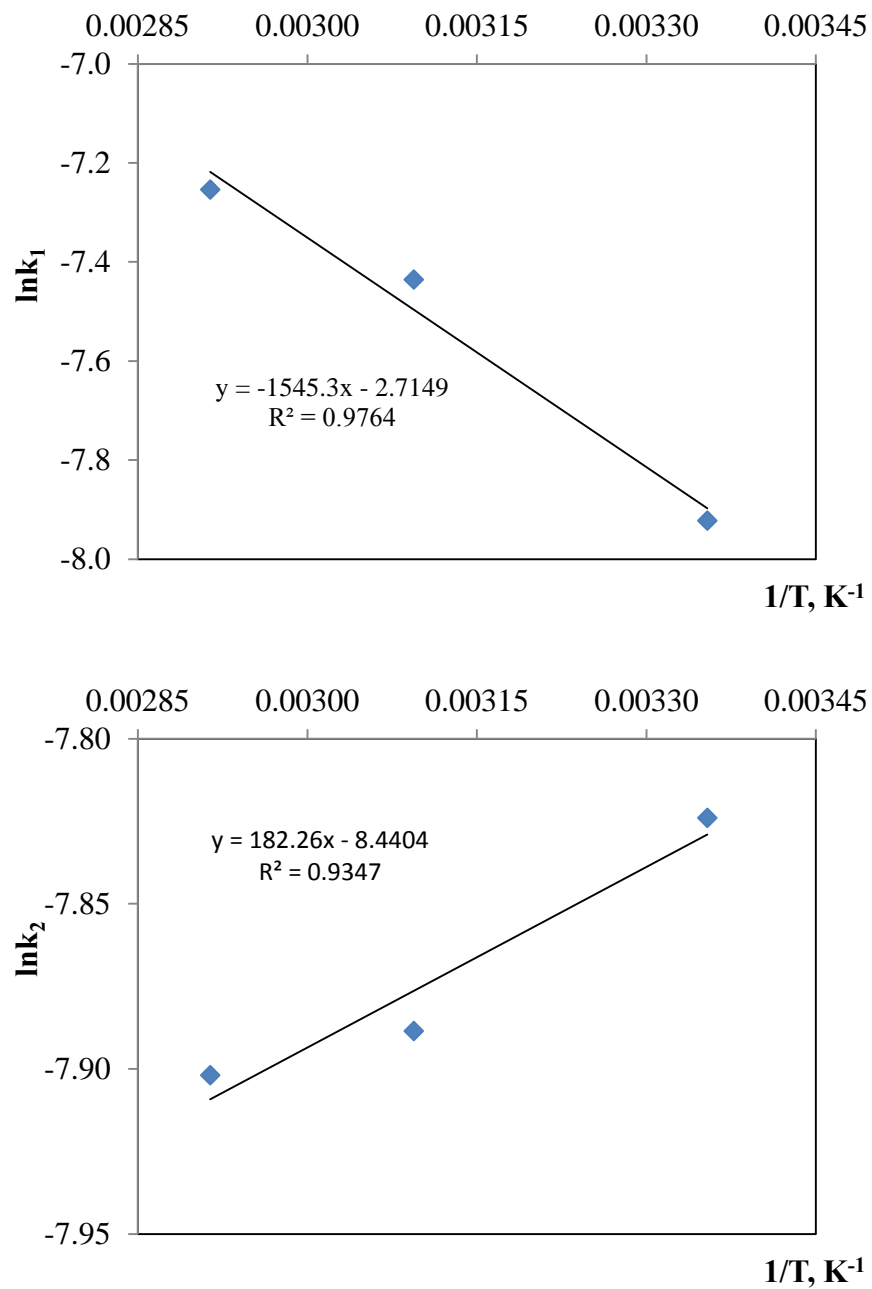 0.00285 0.00300 0.00315 0.00330 0.00345
-7.0
-7.2
-7.4
-7.6
-7.8
-8.0
lnk₁
y = -1545.3x - 2.7149
R² = 0.9764
1/T, K⁻¹
0.00285 0.00300 0.00315 0.00330 0.00345
-7.80
-7.85
-7.90
-7.95
lnk₂
y = 182.26x - 8.4404
R² = 0.9347
1/T, K⁻¹